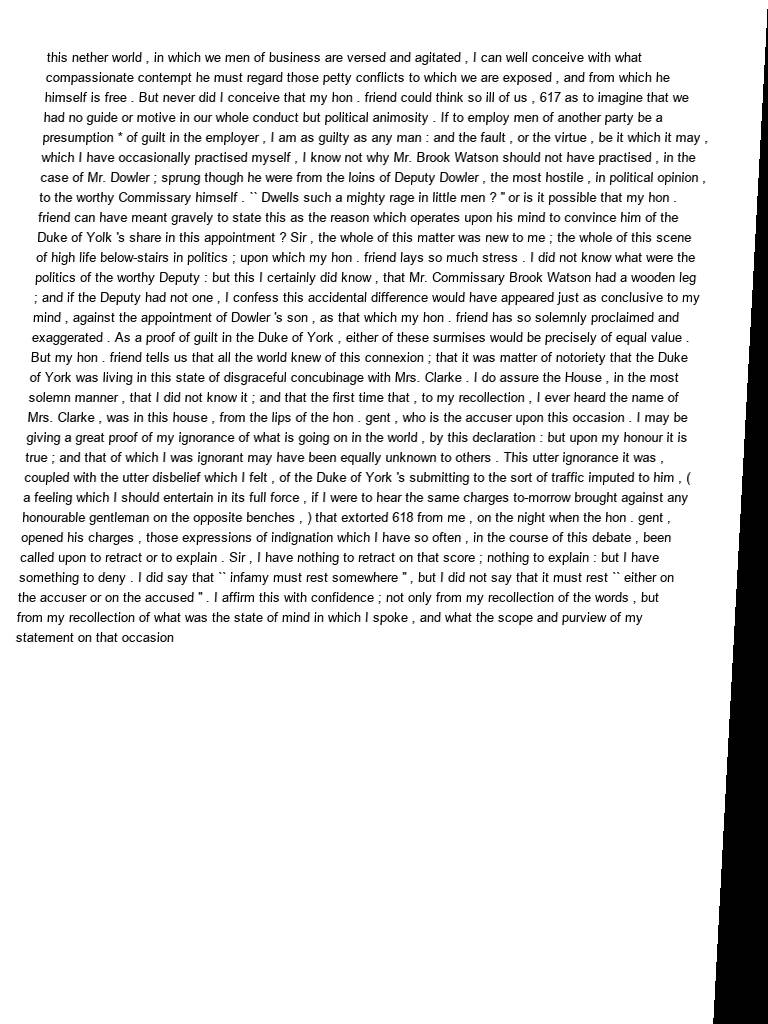 this nether world , in which we men of business are versed and agitated , I can well conceive with what
compassionate contempt he must regard those petty conflicts to which we are exposed , and from which he
himself is free . But never did I conceive that my hon . friend could think so ill of us , 617 as to imagine that we
had no guide or motive in our whole conduct but political animosity . If to employ men of another party be a
presumption * of guilt in the employer , I am as guilty as any man : and the fault , or the virtue , be it which it may ,
which I have occasionally practised myself , I know not why Mr. Brook Watson should not have practised , in the
case of Mr. Dowler ; sprung though he were from the loins of Deputy Dowler , the most hostile , in political opinion ,
to the worthy Commissary himself . `` Dwells such a mighty rage in little men ? '' or is it possible that my hon .
friend can have meant gravely to state this as the reason which operates upon his mind to convince him of the
Duke of Yolk 's share in this appointment ? Sir , the whole of this matter was new to me ; the whole of this scene
of high life below-stairs in politics ; upon which my hon . friend lays so much stress . I did not know what were the
politics of the worthy Deputy : but this I certainly did know , that Mr. Commissary Brook Watson had a wooden leg
; and if the Deputy had not one , I confess this accidental difference would have appeared just as conclusive to my
mind , against the appointment of Dowler 's son , as that which my hon . friend has so solemnly proclaimed and
exaggerated . As a proof of guilt in the Duke of York , either of these surmises would be precisely of equal value .
But my hon . friend tells us that all the world knew of this connexion ; that it was matter of notoriety that the Duke
of York was living in this state of disgraceful concubinage with Mrs. Clarke . I do assure the House , in the most
solemn manner , that I did not know it ; and that the first time that , to my recollection , I ever heard the name of
Mrs. Clarke , was in this house , from the lips of the hon . gent , who is the accuser upon this occasion . I may be
giving a great proof of my ignorance of what is going on in the world , by this declaration : but upon my honour it is
true ; and that of which I was ignorant may have been equally unknown to others . This utter ignorance it was ,
coupled with the utter disbelief which I felt , of the Duke of York 's submitting to the sort of traffic imputed to him , (
a feeling which I should entertain in its full force , if I were to hear the same charges to-morrow brought against any
honourable gentleman on the opposite benches , ) that extorted 618 from me , on the night when the hon . gent ,
opened his charges , those expressions of indignation which I have so often , in the course of this debate , been
called upon to retract or to explain . Sir , I have nothing to retract on that score ; nothing to explain : but I have
something to deny . I did say that `` infamy must rest somewhere '' , but I did not say that it must rest `` either on
the accuser or on the accused '' . I affirm this with confidence ; not only from my recollection of the words , but
from my recollection of what was the state of mind in which I spoke , and what the scope and purview of my
statement on that occasion